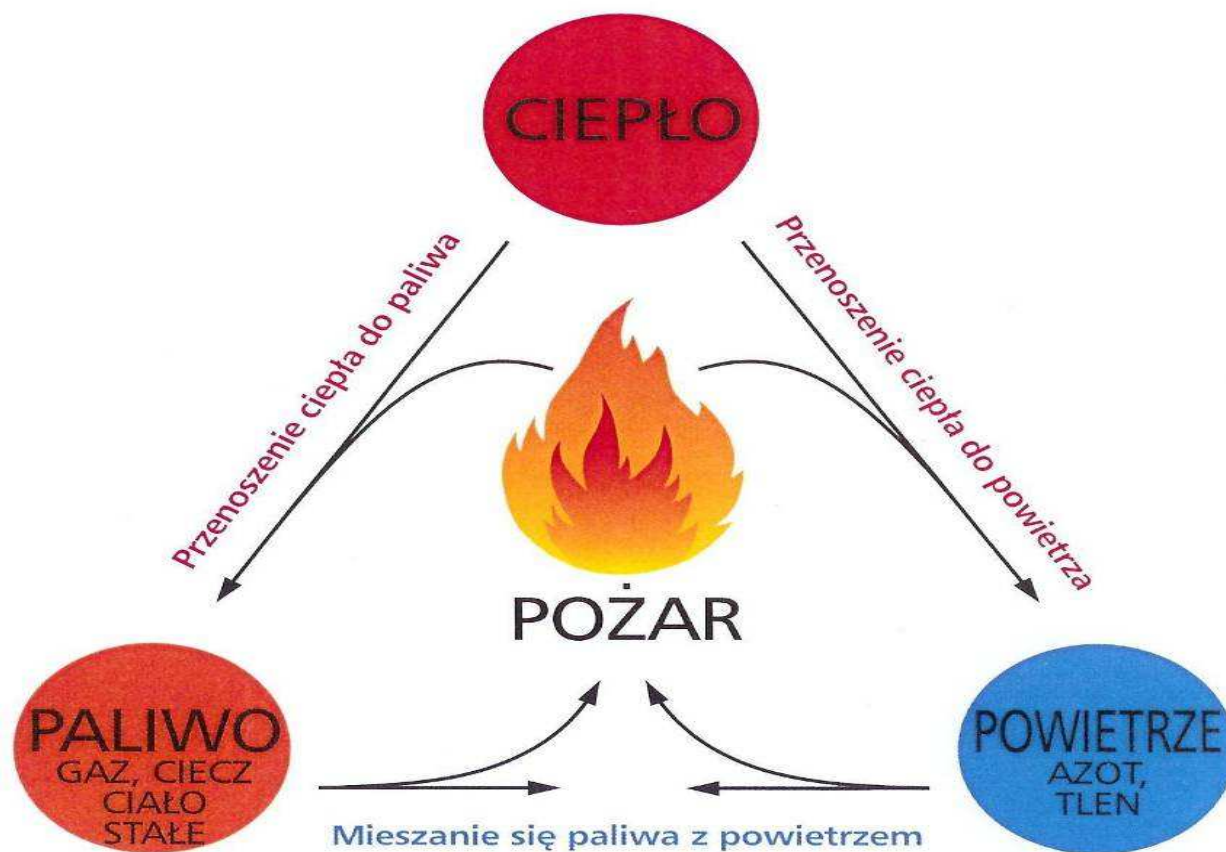 CIEPŁO
Przenoszenie ciepła do paliwa
Przenoszenie ciepła do powietrza
POŻAR
PALIWO
GAZ, CIECZ
CIAŁO
STAŁE
POWIETRZE
AZOT,
TLEN
Mieszanie się paliwa z powietrzem